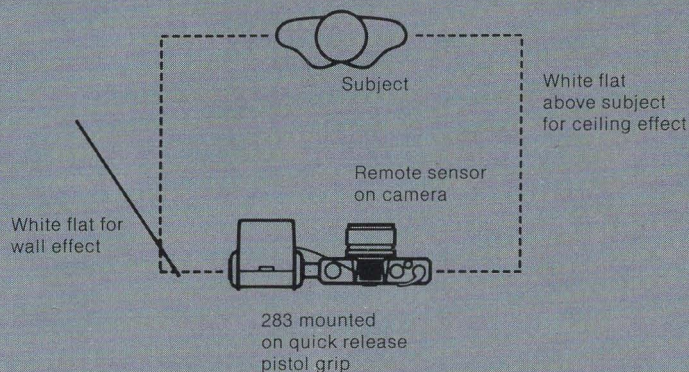 Subject
White flat
above subject
for ceiling effect
Remote sensor
on camera
White flat for
wall effect
283 mounted
on quick release
pistol grip